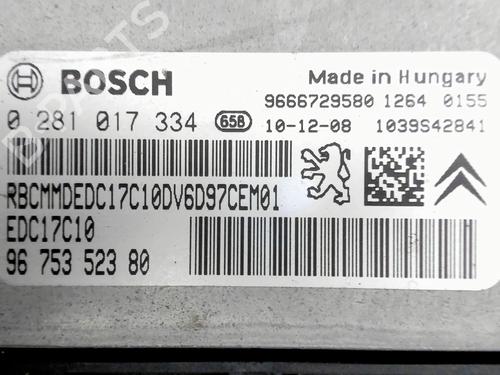 BOSCH Made in Hungary
9666729580 1264 0155
0 281 017 334 658 10-12-08 1039S42841
RBCMMDEDC17C10DV6D97CEM01
EDC17C10
96 753 523 80